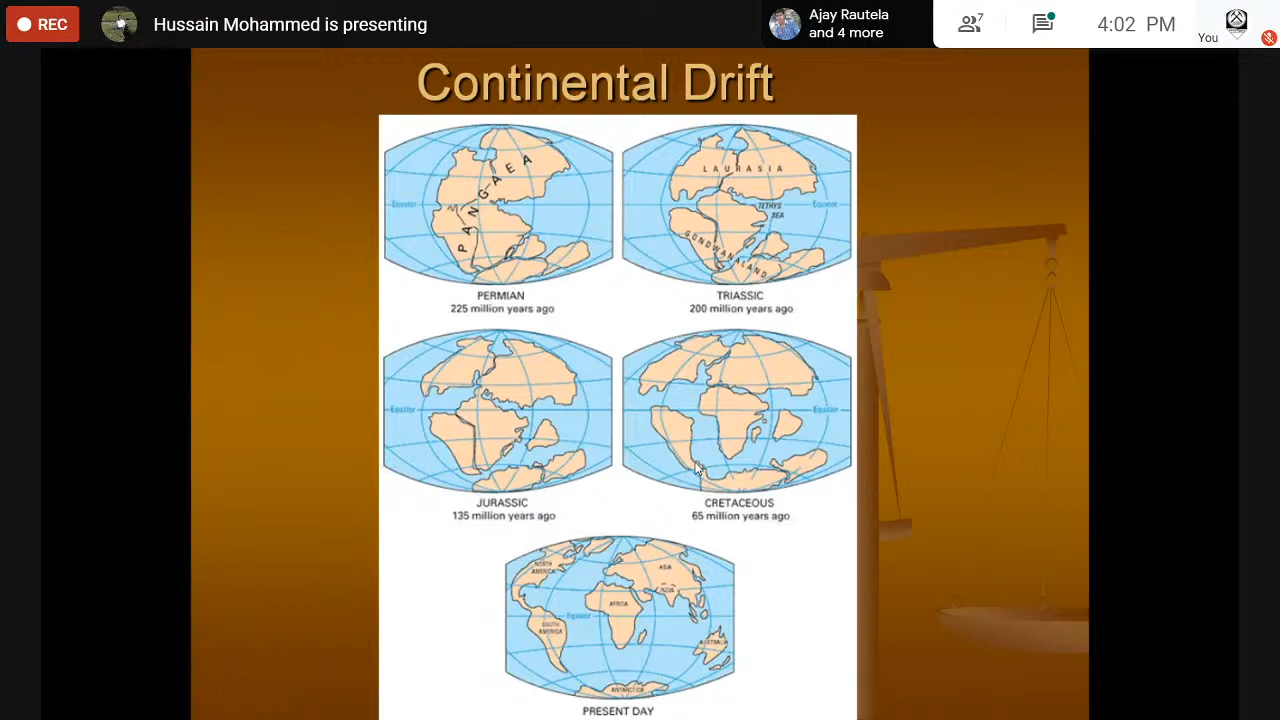 REC
Hussain Mohammed is presenting
Ajay Rautela
and 4 more
7
4:02 PM
You
Continental Drift
PANGAEA
Equator
LAURASIA
TETHYS
SEA
Equator
GONDWANALAND
PERMIAN
225 million years ago
TRIASSIC
200 million years ago
Equator
Equator
JURASSIC
135 million years ago
CRETACEOUS
65 million years ago
NORTH
AMERICA
ASIA
INDIA
AFRICA
Equator
SOUTH
AMERICA
AUSTRALIA
ANTARCTICA
PRESENT DAY